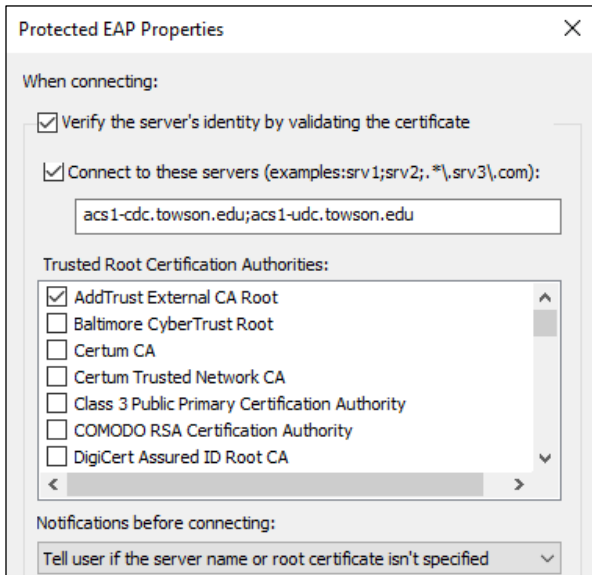 Protected EAP Properties
When connecting:
Verify the server's identity by validating the certificate
Connect to these servers (examples:srv1;srv2;.*\.srv3\.com):
acs1-cdc.towson.edu;acs1-udc.towson.edu
Trusted Root Certification Authorities:
AddTrust External CA Root
Baltimore CyberTrust Root
Certum CA
Certum Trusted Network CA
Class 3 Public Primary Certification Authority
COMODO RSA Certification Authority
DigiCert Assured ID Root CA
Notifications before connecting:
Tell user if the server name or root certificate isn't specified